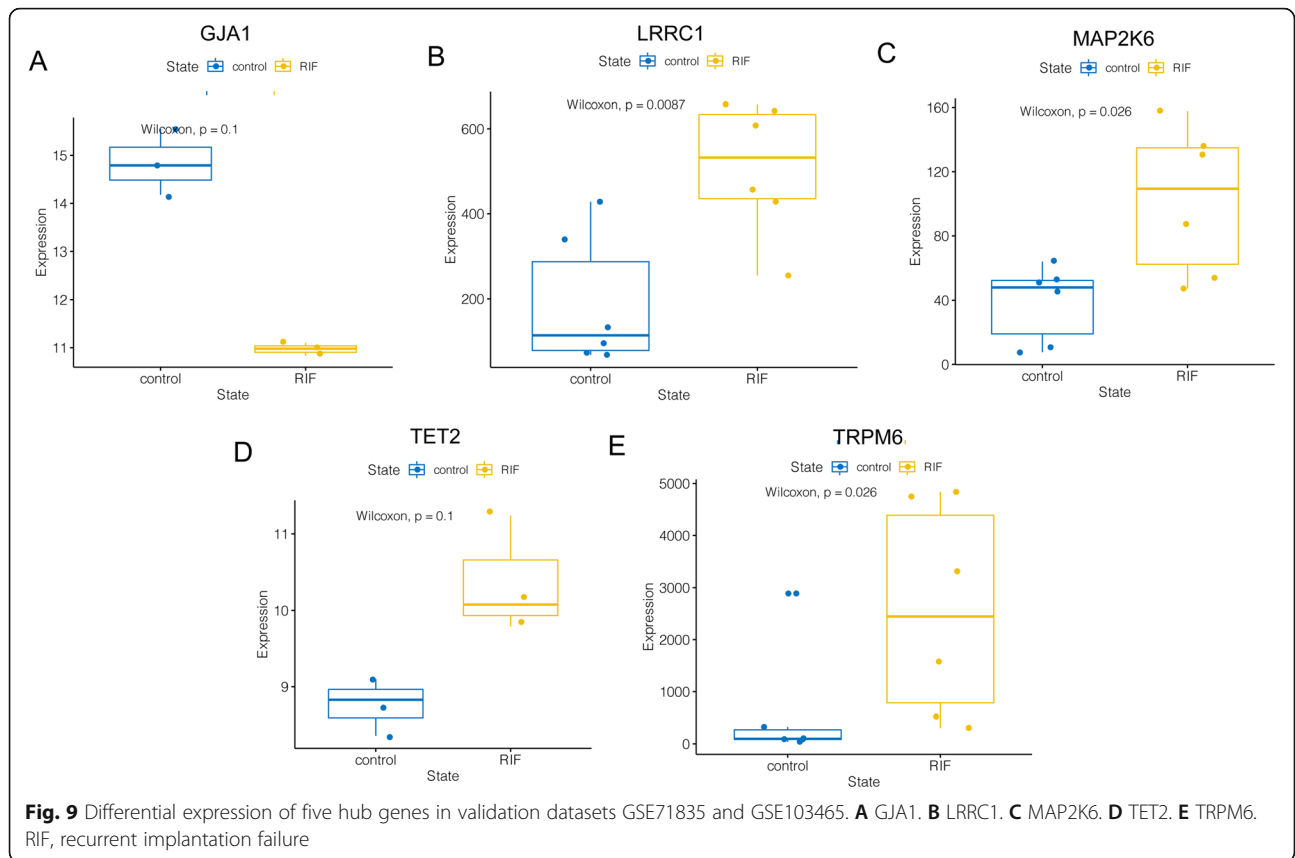 GJA1
A
State control RIF
Wilcoxon, p = 0.1
15
14
13
12
11
Expression
control RIF
State
LRRC1
B
State control RIF
Wilcoxon, p = 0.0087
600
400
200
Expression
control RIF
State
MAP2K6
C
State control RIF
Wilcoxon, p = 0.026
160
120
80
40
0
Expression
control RIF
State
TET2
D
State control RIF
Wilcoxon, p = 0.1
11
10
9
Expression
control RIF
State
TRPM6
E
State control RIF
Wilcoxon, p = 0.026
5000
4000
3000
2000
1000
0
Expression
control RIF
State
Fig. 9 Differential expression of five hub genes in validation datasets GSE71835 and GSE103465. A GJA1. B LRRC1. C MAP2K6. D TET2. E TRPM6.
RIF, recurrent implantation failure